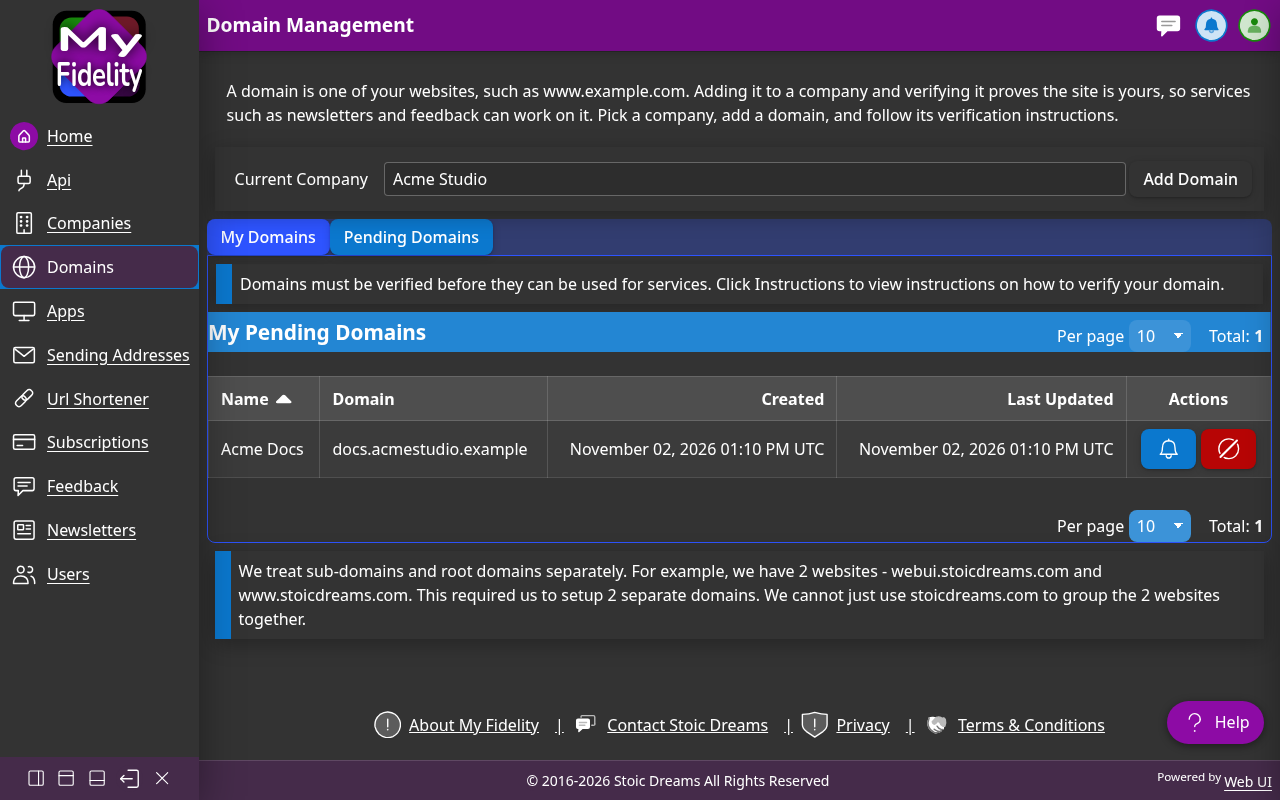 My
Fidelity
Home
Api
Companies
Domains
Apps
Sending Addresses
Url Shortener
Subscriptions
Feedback
Newsletters
Users
Domain Management
A domain is one of your websites, such as www.example.com. Adding it to a company and verifying it proves the site is yours, so services
such as newsletters and feedback can work on it. Pick a company, add a domain, and follow its verification instructions.
Current Company Acme Studio Add Domain
My Domains Pending Domains
Domains must be verified before they can be used for services. Click Instructions to view instructions on how to verify your domain.
My Pending Domains Per page 10 Total: 1
Name Domain Created Last Updated Actions
Acme Docs docs.acmestudio.example November 02, 2026 01:10 PM UTC November 02, 2026 01:10 PM UTC
Per page 10 Total: 1
We treat sub-domains and root domains separately. For example, we have 2 websites - webui.stoicdreams.com and
www.stoicdreams.com. This required us to setup 2 separate domains. We cannot just use stoicdreams.com to group the 2 websites
together.
About My Fidelity | Contact Stoic Dreams | Privacy | Terms & Conditions
? Help
© 2016-2026 Stoic Dreams All Rights Reserved
Powered by Web UI